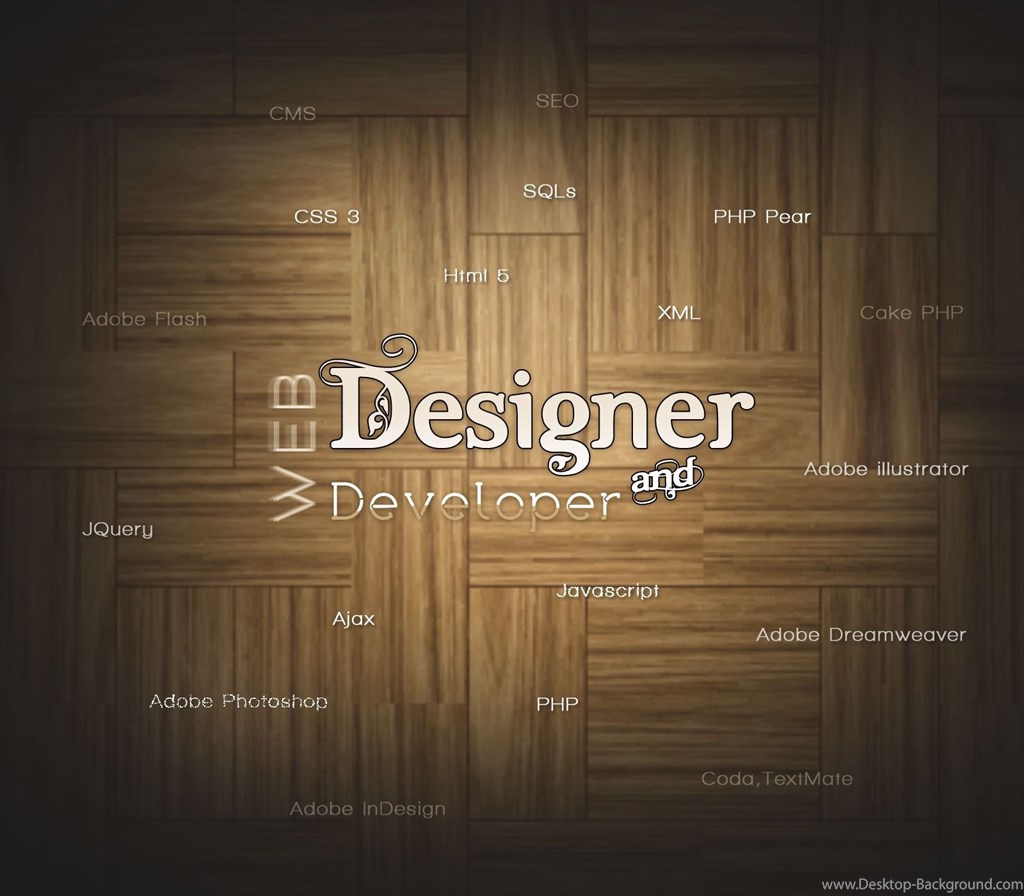 SEO
CMS
SQLs
CSS 3
PHP Pear
Html 5
XML
Cake PHP
Adobe Flash
WEB
Designer
and
Developer
Adobe illustrator
JQuery
Javascript
Ajax
Adobe Dreamweaver
Adobe Photoshop
PHP
Coda,TextMate
Adobe InDesign
www.Desktop-Background.com